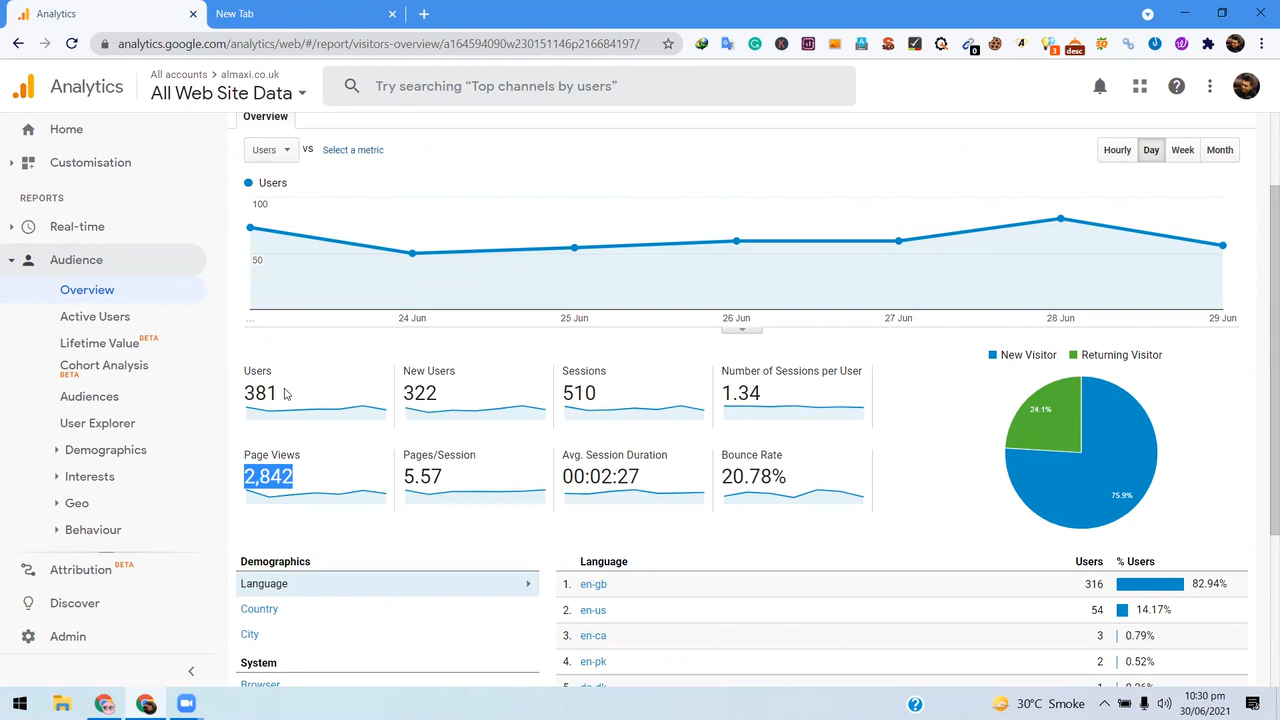 Analytics
New Tab
analytics.google.com/analytics/web/#/report/visitors-overview/a164591090w230151146p216684197/
0
3
desc
Analytics
All accounts > almaxi.co.uk
All Web Site Data
Try searching “Top channels by users”
Home
Customisation
REPORTS
Real-time
Audience
Overview
Active Users
Lifetime Value BETA
Cohort Analysis
BETA
Audiences
User Explorer
Demographics
Interests
Geo
Behaviour
Attribution BETA
Discover
Admin
Overview
Users
vs
Select a metric
Hourly Day Week Month
Users
100
50
...
24 Jun 25 Jun 26 Jun 27 Jun 28 Jun 29 Jun
Users
381
New Users
322
Sessions
510
Number of Sessions per User
1.34
Page Views
2,842
Pages/Session
5.57
Avg. Session Duration
00:02:27
Bounce Rate
20.78%
New Visitor Returning Visitor
24.1%
75.9%
Demographics
Language
Country
City
System
Browser
Language Users % Users
1. en-gb 316 82.94%
2. en-us 54 14.17%
3. en-ca 3 0.79%
4. en-pk 2 0.52%
30°C Smoke
10:30 pm
30/06/2021